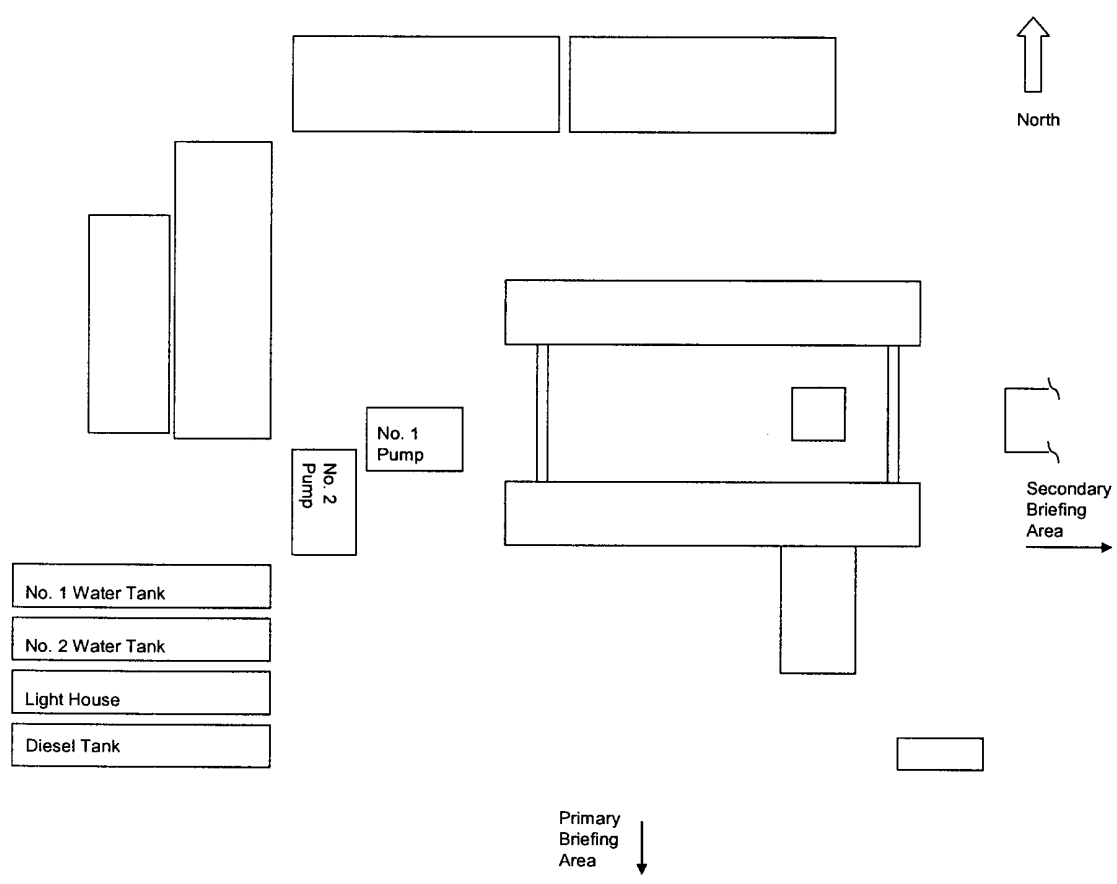 North
No. 1
Pump
No. 2
Pump
Secondary
Briefing
Area
No. 1 Water Tank
No. 2 Water Tank
Light House
Diesel Tank
Primary
Briefing
Area